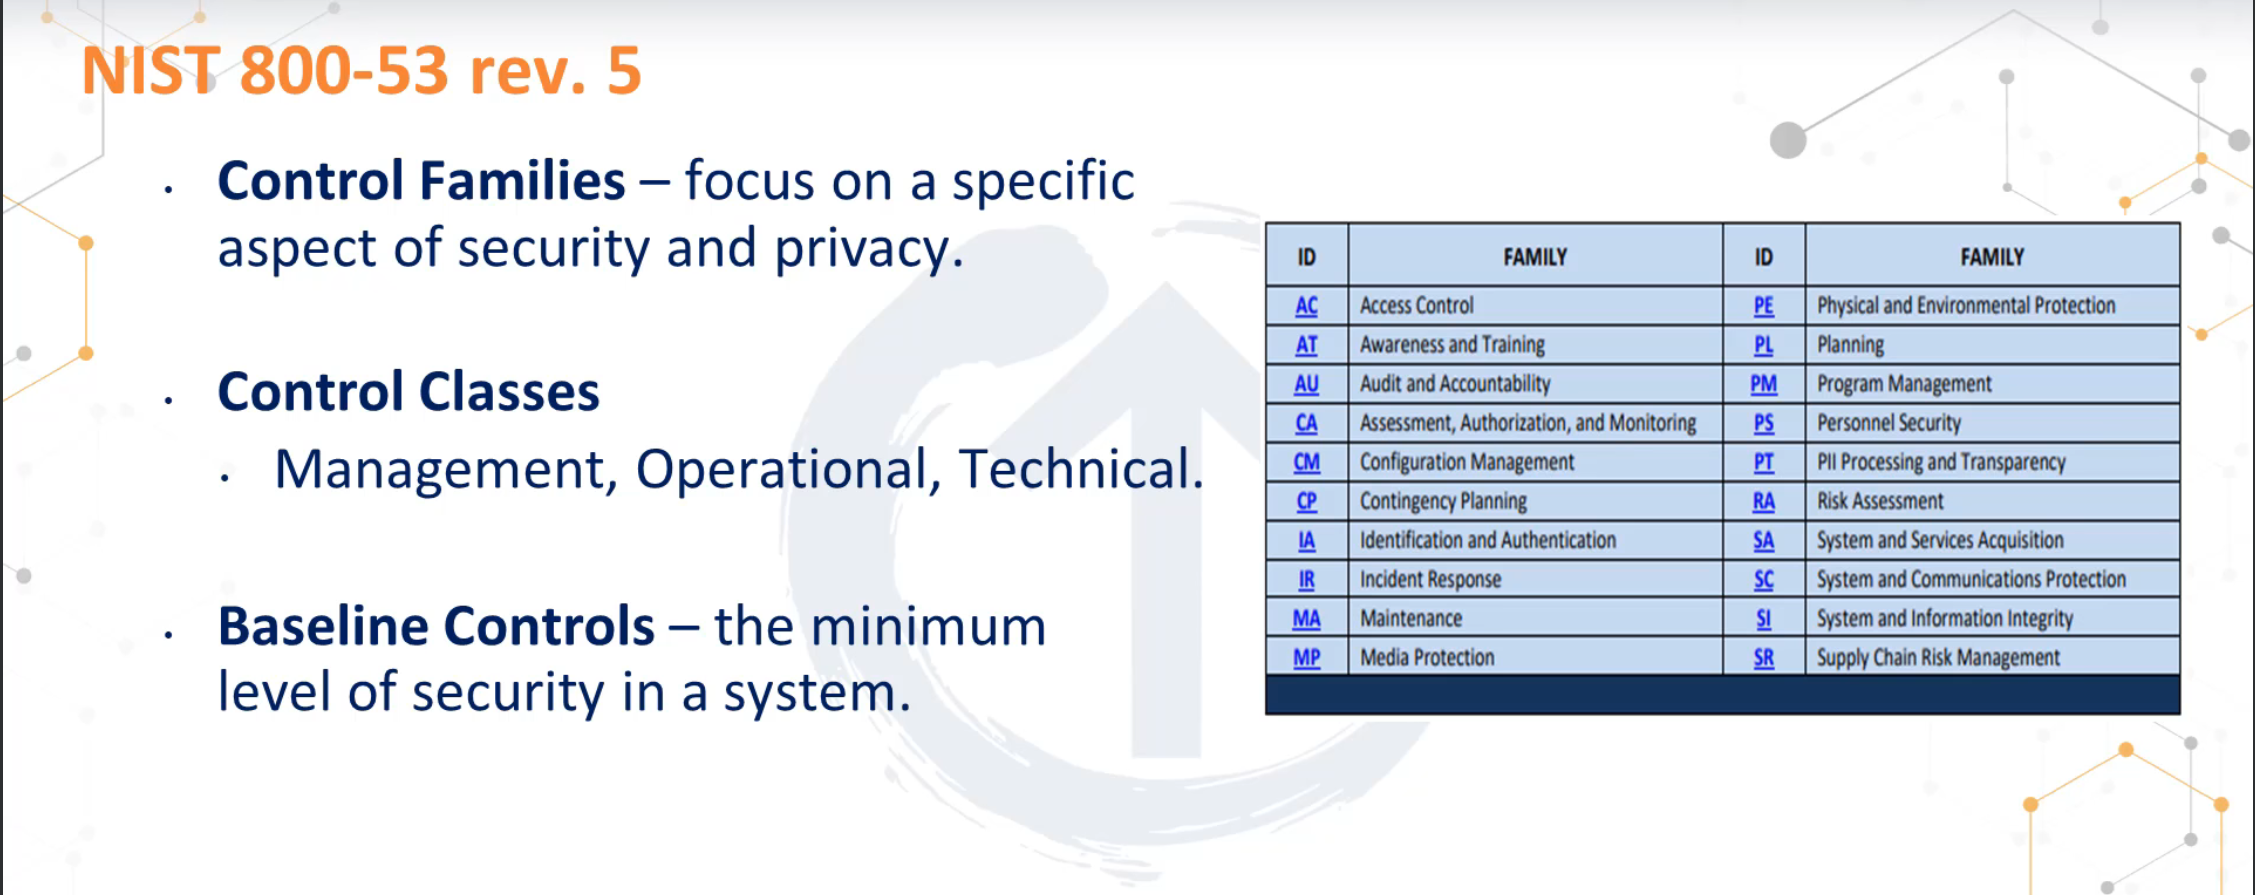 NIST 800-53 rev. 5
• Control Families – focus on a specific
aspect of security and privacy.
• Control Classes
• Management, Operational, Technical.
• Baseline Controls – the minimum
level of security in a system.
ID FAMILY ID FAMILY
AC Access Control PE Physical and Environmental Protection
AT Awareness and Training PL Planning
AU Audit and Accountability PM Program Management
CA Assessment, Authorization, and Monitoring PS Personnel Security
CM Configuration Management PT PII Processing and Transparency
CP Contingency Planning RA Risk Assessment
IA Identification and Authentication SA System and Services Acquisition
IR Incident Response SC System and Communications Protection
MA Maintenance SI System and Information Integrity
MP Media Protection SR Supply Chain Risk Management